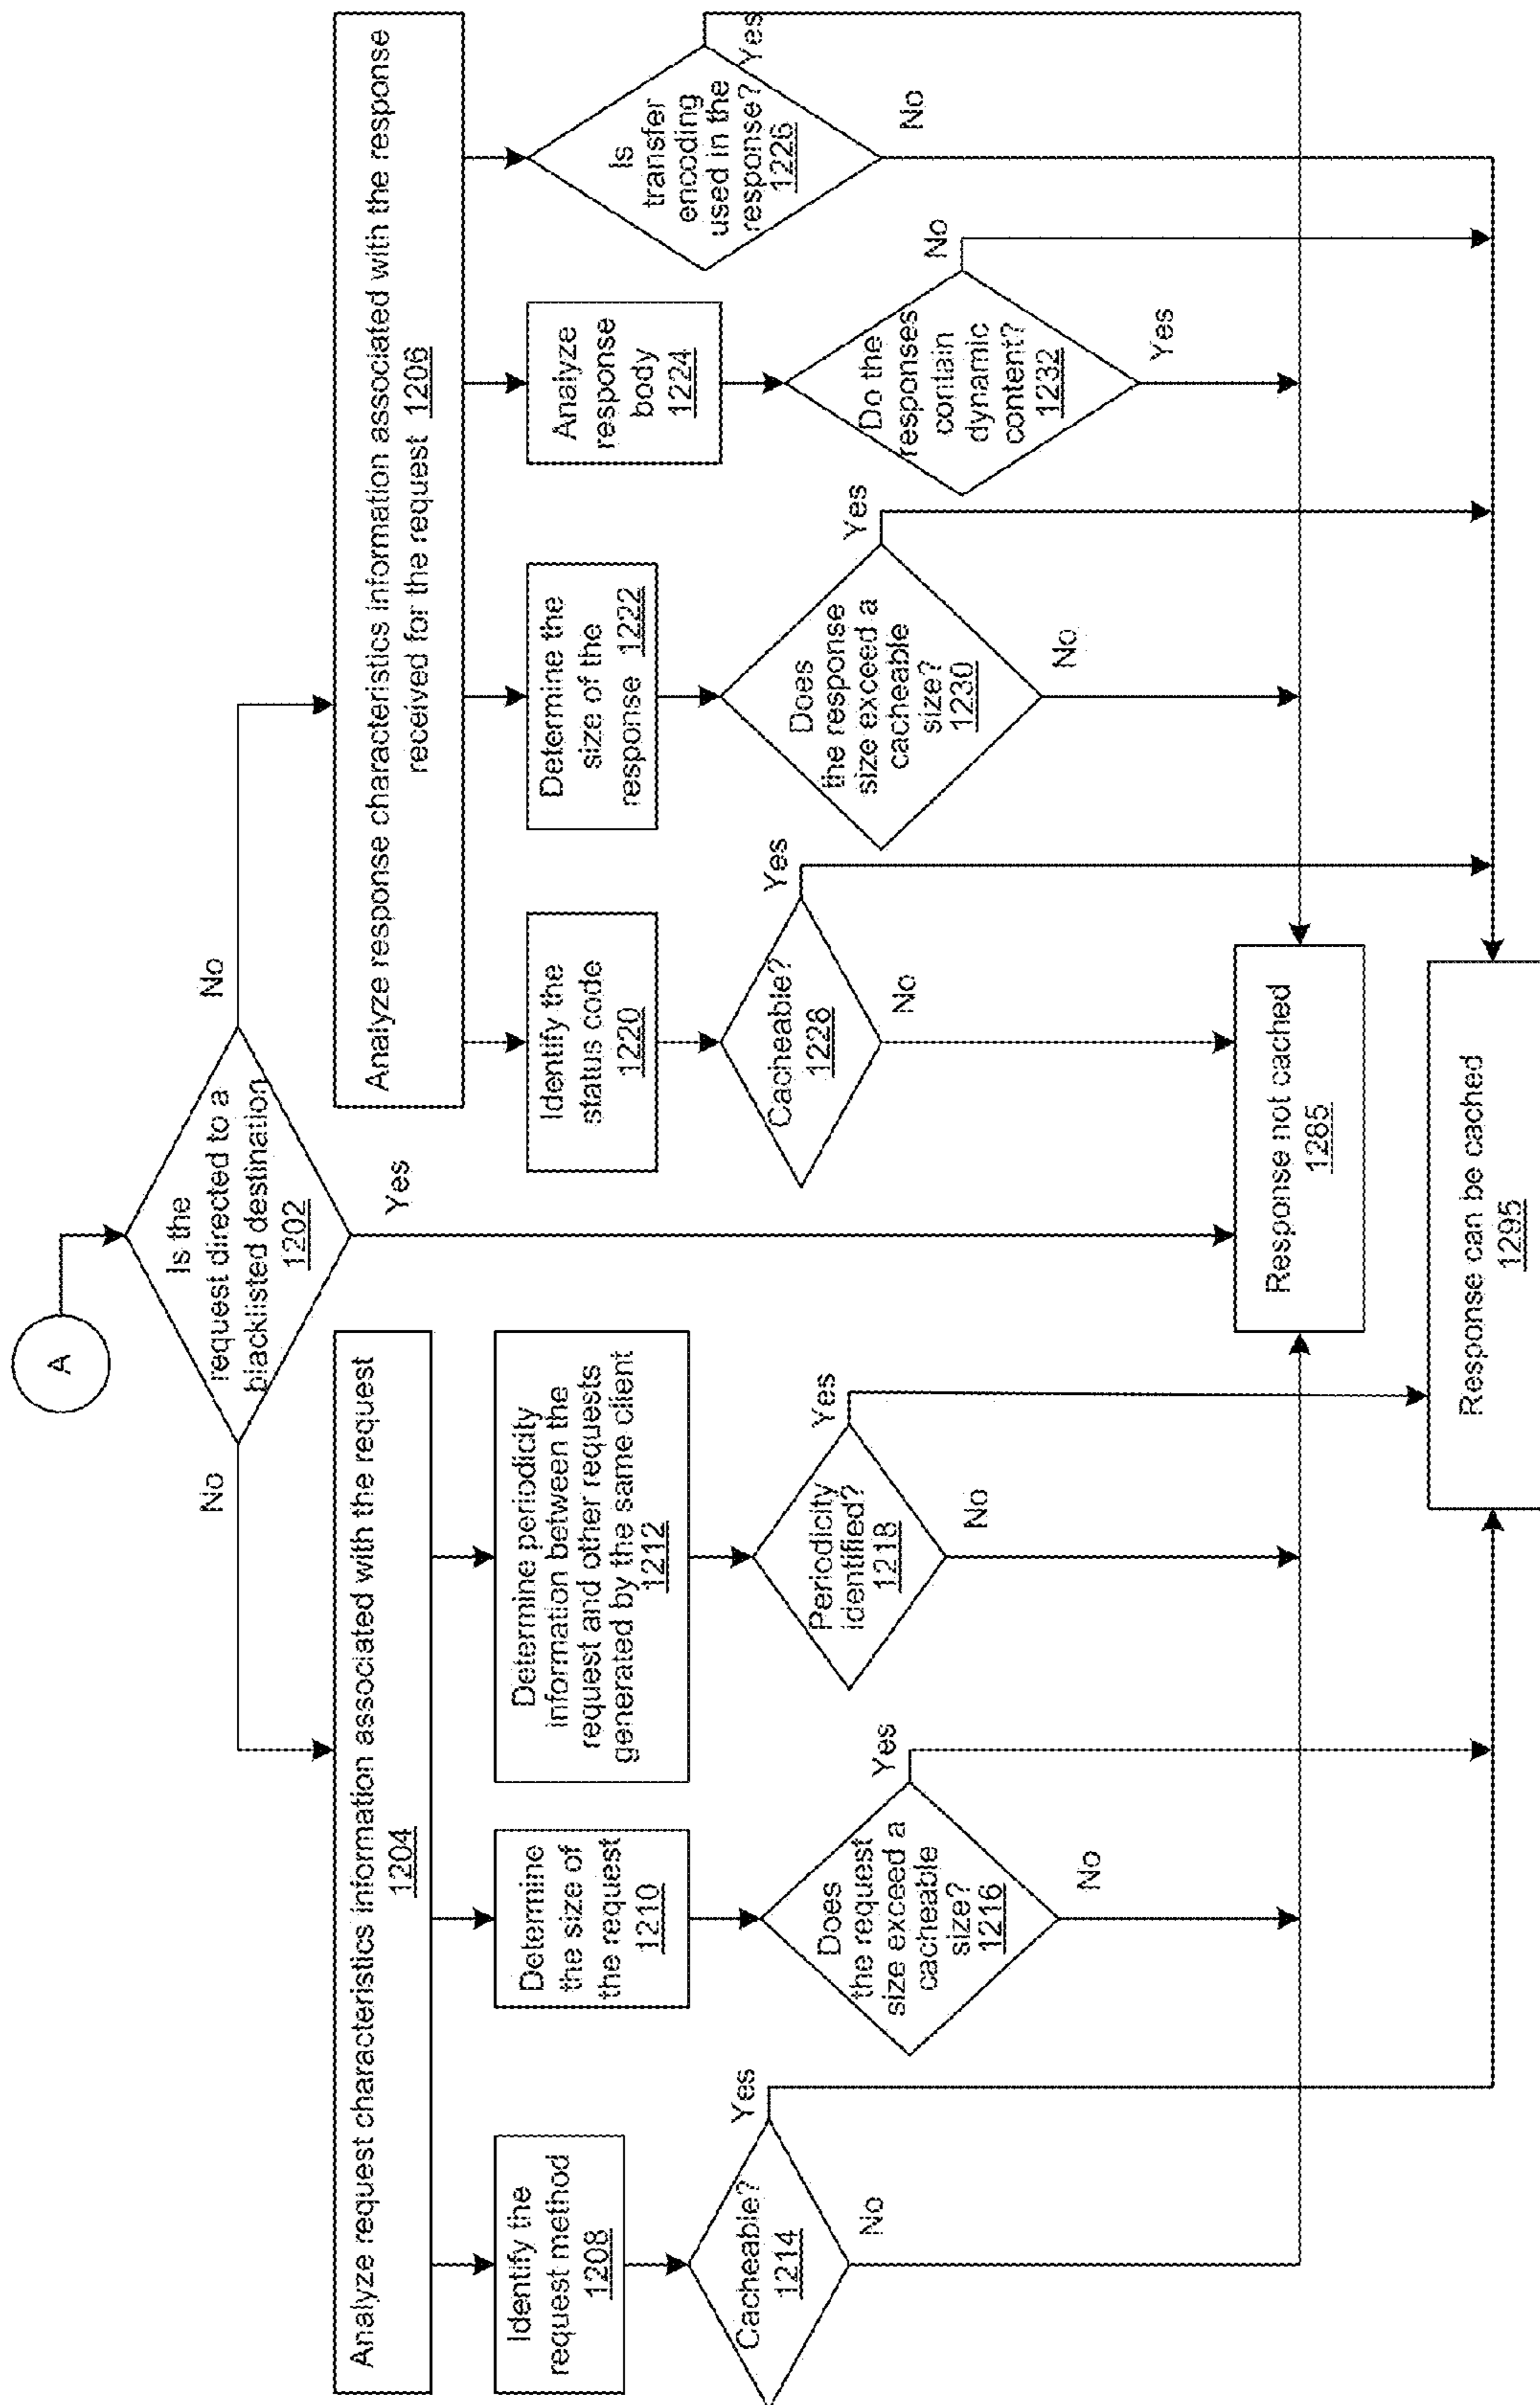 A
Is the
request directed to a
blacklisted destination
1202
No
No
Yes
Analyze request characteristics information associated with the request
1204
Analyze response characteristics information associated with the response
received for the request 1206
Identify the
request method
1208
Determine
the size of
the request
1210
Determine periodicity
information between the
request and other requests
generated by the same client
1212
Identify the
status code
1220
Determine the
size of the
response 1222
Analyze
response
body
1224
Is
transfer
encoding
used in the
response?
1226
Yes
No
Cacheable?
1214
Yes
No
Does
the request
size exceed a
cacheable
size?
1216
Yes
No
Periodicity
identified?
1218
Yes
No
Cacheable?
1228
Yes
No
Does
the response
size exceed a
cacheable
size?
1230
Yes
No
Do the
responses
contain
dynamic
content?
1232
No
Yes
Response not cached
1285
Response can be cached
1295